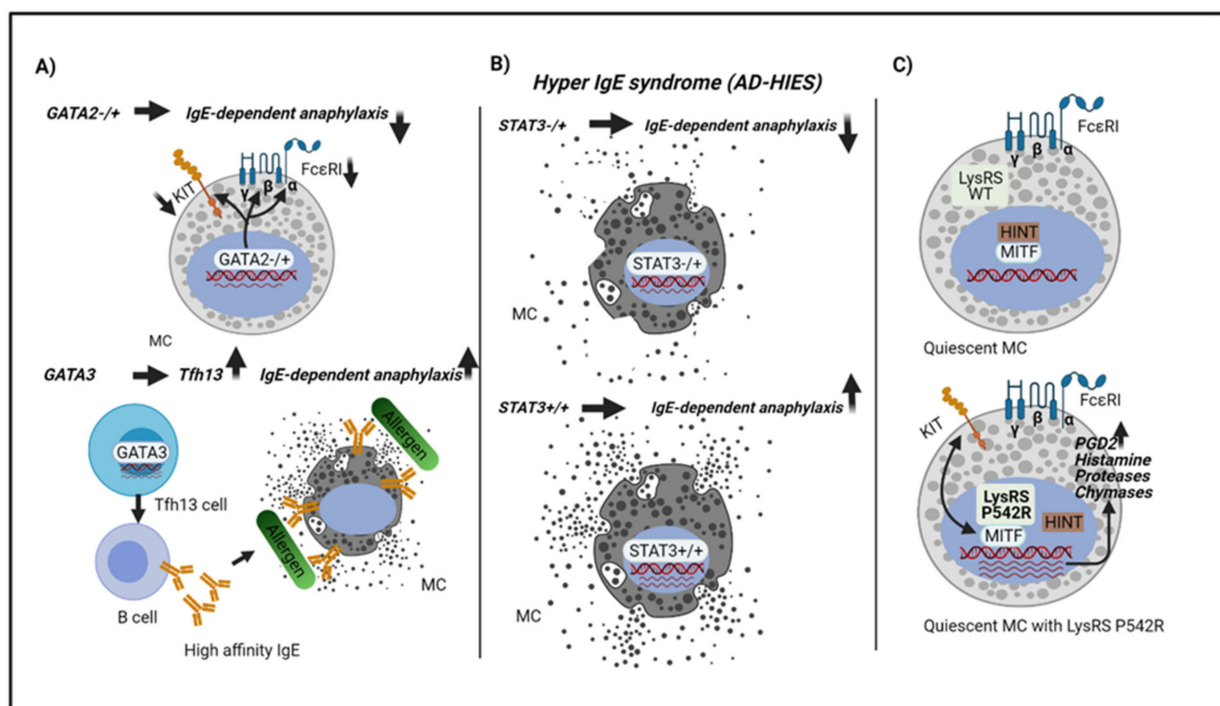 A)
GATA2-/+ IgE-dependent anaphylaxis
KIT
FcεRI
γ β α
GATA2-/+
MC
GATA3 Tfh13 IgE-dependent anaphylaxis
GATA3
Tfh13 cell
B cell
High affinity IgE
Allergen
Allergen
MC
B)
Hyper IgE syndrome (AD-HIES)
STAT3-/+ IgE-dependent anaphylaxis
STAT3-/+
MC
STAT3+/+ IgE-dependent anaphylaxis
STAT3+/+
MC
C)
FcεRI
γ β α
LysRS
WT
HINT
MITF
Quiescent MC
KIT
FcεRI
γ β α
PGD2
Histamine
Proteases
Chymases
LysRS
P542R
HINT
MITF
Quiescent MC with LysRS P542R